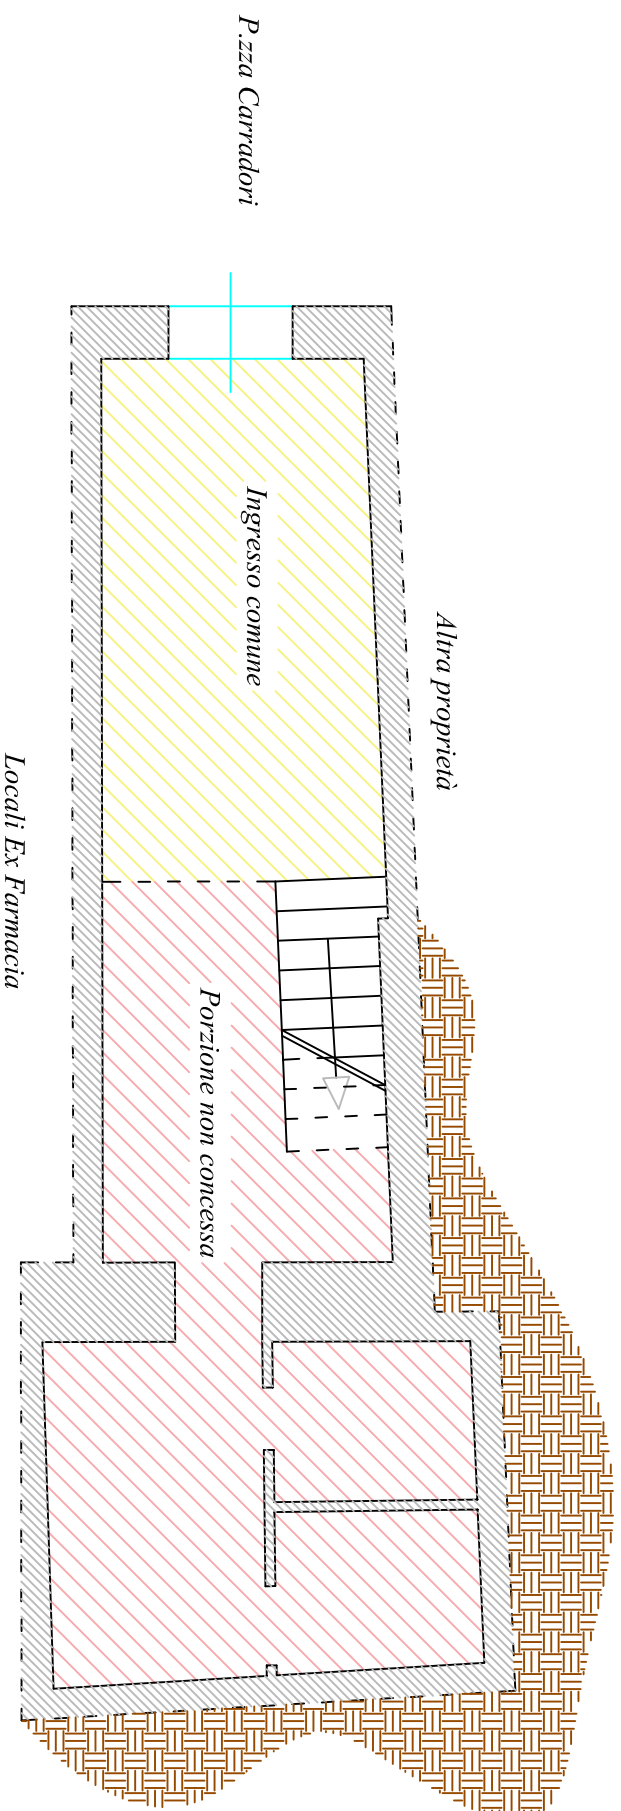 P.zza Carradori
Ingresso comune
Altra proprietà
Locali Ex Farmacia
Porzione non concessa